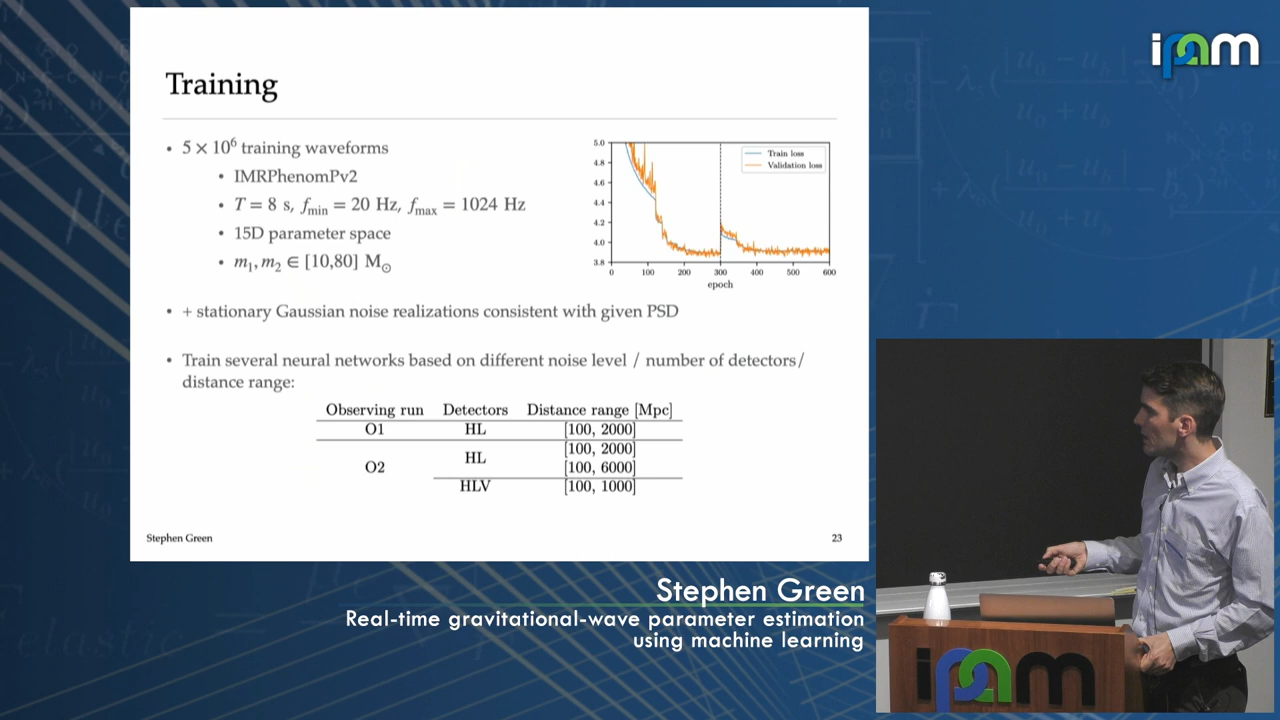 ipam
Training
• 5 × 10⁶ training waveforms
• IMRPhenomPv2
• T = 8 s, f_min = 20 Hz, f_max = 1024 Hz
• 15D parameter space
• m₁, m₂ ∈ [10,80] M⊙
5.0
4.8
4.6
4.4
4.2
4.0
3.8
Train loss
Validation loss
0 100 200 300 400 500 600
epoch
• + stationary Gaussian noise realizations consistent with given PSD
• Train several neural networks based on different noise level / number of detectors/
distance range:
Observing run Detectors Distance range [Mpc]
O1 HL [100, 2000]
O2 HL [100, 2000]
[100, 6000]
HLV [100, 1000]
Stephen Green
23
Stephen Green
Real-time gravitational-wave parameter estimation
using machine learning
ipam